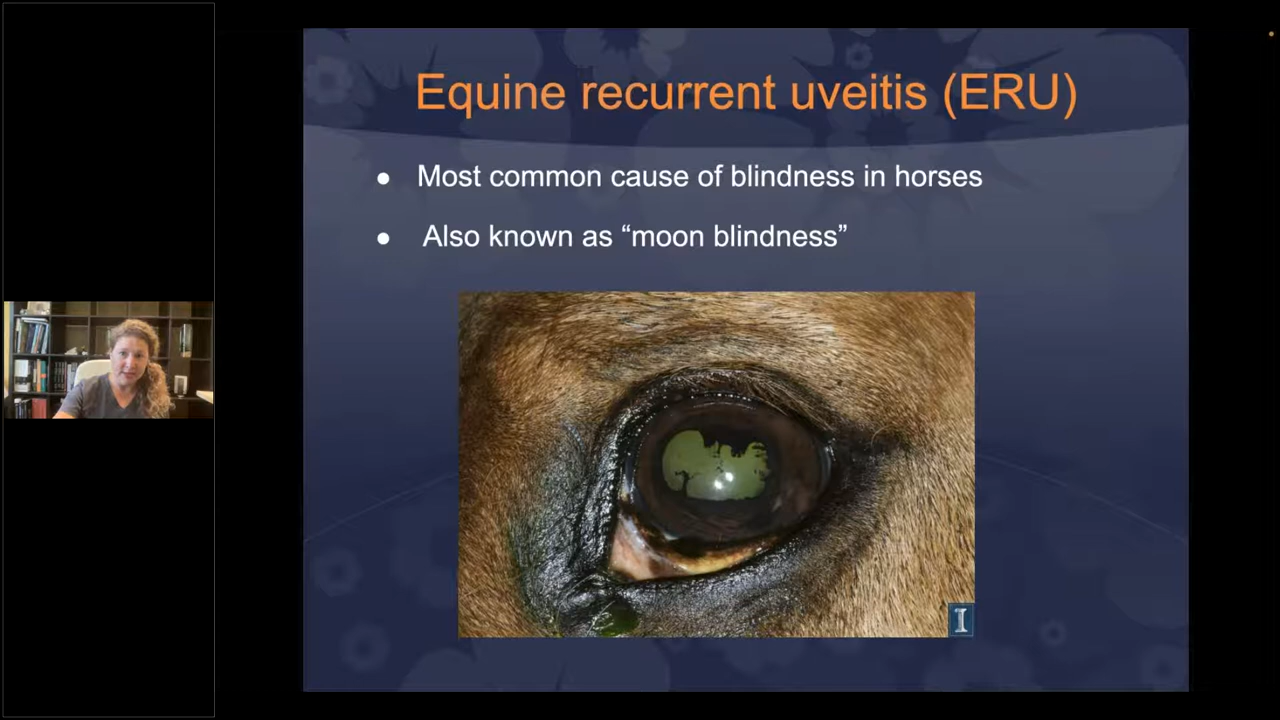 Equine recurrent uveitis (ERU)
● Most common cause of blindness in horses
● Also known as “moon blindness”
I